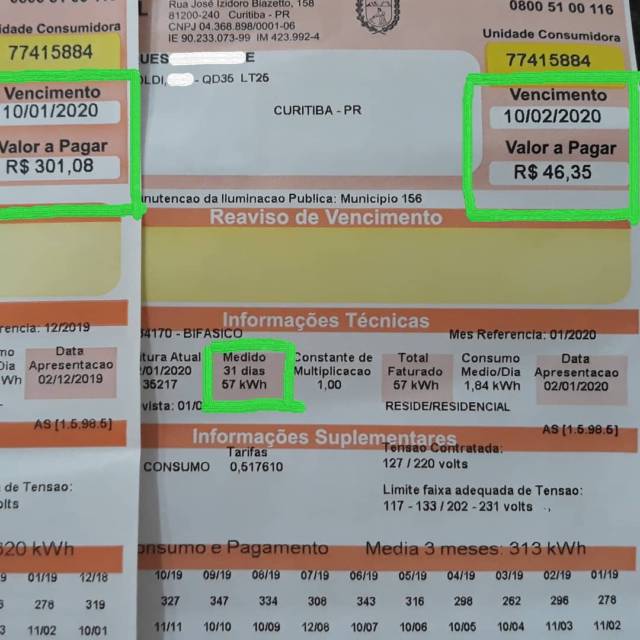 0800 51 00 116
Unidade Consumidora
77415884
Vencimento
10/01/2020
Valor a Pagar
R$ 301,08
12/2019
Data
Apresentacao
02/12/2019
AS [1.5.98.5]
de Tensao:
volts
kWh
01/19 12/18
278 319
11/02 10/01
Rua José Izidoro Biazetto, 158
81200-240 Curitiba - PR
CNPJ 04.368.898/0001-06
IE 90.233.073-99 IM 423.992-4
0800 51 00 116
Unidade Consumidora
77415884
- QD35 LT25
CURITIBA - PR
Vencimento
10/02/2020
Valor a Pagar
R$ 46,35
Iluminacao Publica: Municipio 156
Reaviso de Vencimento
Informações Técnicas
BIFASICO
Mes Referencia: 01/2020
Atual Medido Constante de Total Consumo Data
31 dias Multiplicacao Faturado Medio/Dia Apresentacao
35217 57 kWh 1,00 57 kWh 1,84 kWh 02/01/2020
RESIDE/RESIDENCIAL
AS [1.5.98.5]
Informações Suplementares
Tarifas
CONSUMO 0,517610
Tensao Contratada:
127 / 220 volts
Limite faixa adequada de Tensao:
117 - 133 / 202 - 231 volts
e Pagamento Media 3 meses: 313 kWh
10/19 09/19 08/19 07/19 06/19 05/19 04/19 03/19 02/19 01/19
327 347 334 308 343 316 298 262 296 278
11/11 10/10 10/09 12/08 10/07 10/06 10/05 10/04 11/03 11/02